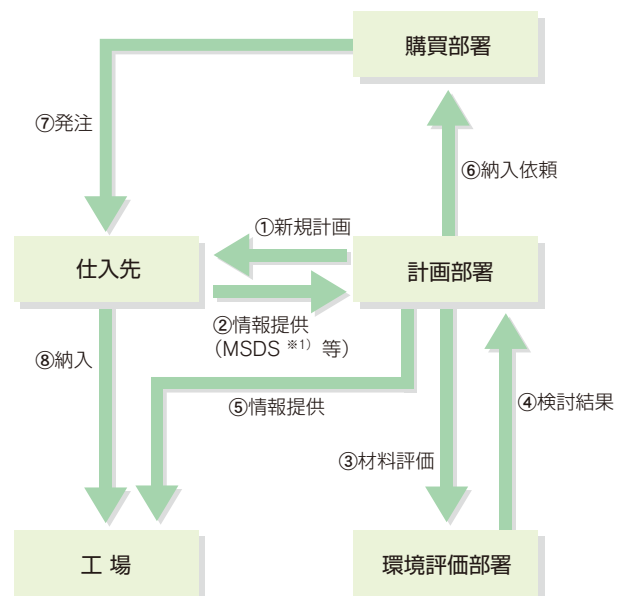 購買部署
⑦発注
⑥納入依頼
①新規計画
仕入先
計画部署
②情報提供
（MSDS ※1）等）
⑧納入
⑤情報提供
④検討結果
③材料評価
工 場
環境評価部署